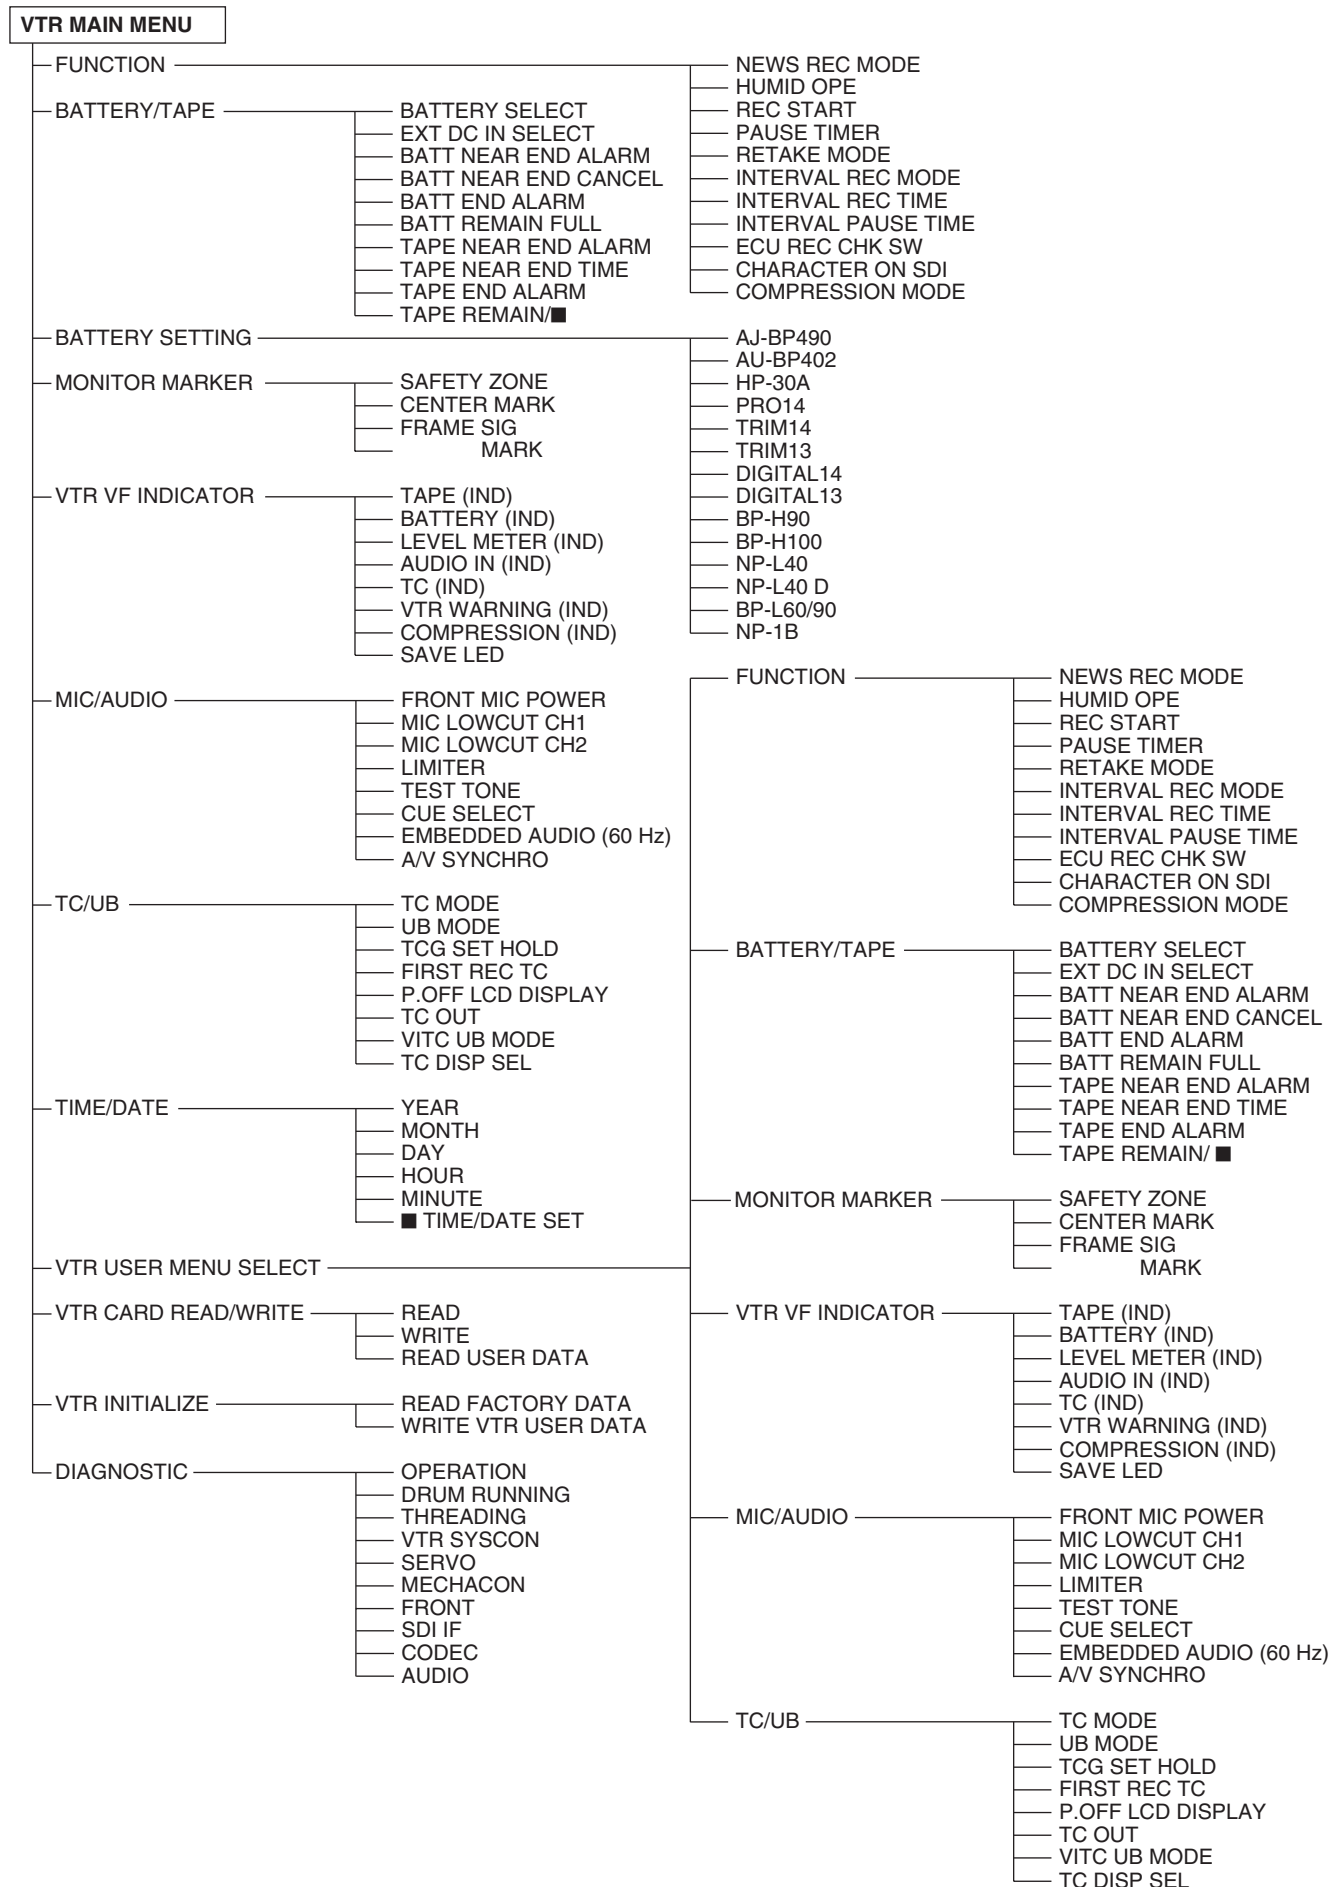 VTR MAIN MENU
FUNCTION
NEWS REC MODE
HUMID OPE
REC START
PAUSE TIMER
RETAKE MODE
INTERVAL REC MODE
INTERVAL REC TIME
INTERVAL PAUSE TIME
ECU REC CHK SW
CHARACTER ON SDI
COMPRESSION MODE
BATTERY/TAPE
BATTERY SELECT
EXT DC IN SELECT
BATT NEAR END ALARM
BATT NEAR END CANCEL
BATT END ALARM
BATT REMAIN FULL
TAPE NEAR END ALARM
TAPE NEAR END TIME
TAPE END ALARM
TAPE REMAIN/■
BATTERY SETTING
AJ-BP490
AU-BP402
HP-30A
PRO14
TRIM14
TRIM13
DIGITAL14
DIGITAL13
BP-H90
BP-H100
NP-L40
NP-L40 D
BP-L60/90
NP-1B
MONITOR MARKER
SAFETY ZONE
CENTER MARK
FRAME SIG
MARK
VTR VF INDICATOR
TAPE (IND)
BATTERY (IND)
LEVEL METER (IND)
AUDIO IN (IND)
TC (IND)
VTR WARNING (IND)
COMPRESSION (IND)
SAVE LED
MIC/AUDIO
FRONT MIC POWER
MIC LOWCUT CH1
MIC LOWCUT CH2
LIMITER
TEST TONE
CUE SELECT
EMBEDDED AUDIO (60 Hz)
A/V SYNCHRO
TC/UB
TC MODE
UB MODE
TCG SET HOLD
FIRST REC TC
P.OFF LCD DISPLAY
TC OUT
VITC UB MODE
TC DISP SEL
TIME/DATE
YEAR
MONTH
DAY
HOUR
MINUTE
■ TIME/DATE SET
VTR USER MENU SELECT
FUNCTION
NEWS REC MODE
HUMID OPE
REC START
PAUSE TIMER
RETAKE MODE
INTERVAL REC MODE
INTERVAL REC TIME
INTERVAL PAUSE TIME
ECU REC CHK SW
CHARACTER ON SDI
COMPRESSION MODE
BATTERY/TAPE
BATTERY SELECT
EXT DC IN SELECT
BATT NEAR END ALARM
BATT NEAR END CANCEL
BATT END ALARM
BATT REMAIN FULL
TAPE NEAR END ALARM
TAPE NEAR END TIME
TAPE END ALARM
TAPE REMAIN/ ■
MONITOR MARKER
SAFETY ZONE
CENTER MARK
FRAME SIG
MARK
VTR VF INDICATOR
TAPE (IND)
BATTERY (IND)
LEVEL METER (IND)
AUDIO IN (IND)
TC (IND)
VTR WARNING (IND)
COMPRESSION (IND)
SAVE LED
MIC/AUDIO
FRONT MIC POWER
MIC LOWCUT CH1
MIC LOWCUT CH2
LIMITER
TEST TONE
CUE SELECT
EMBEDDED AUDIO (60 Hz)
A/V SYNCHRO
TC/UB
TC MODE
UB MODE
TCG SET HOLD
FIRST REC TC
P.OFF LCD DISPLAY
TC OUT
VITC UB MODE
TC DISP SEL
VTR CARD READ/WRITE
READ
WRITE
READ USER DATA
VTR INITIALIZE
READ FACTORY DATA
WRITE VTR USER DATA
DIAGNOSTIC
OPERATION
DRUM RUNNING
THREADING
VTR SYSCON
SERVO
MECHACON
FRONT
SDI IF
CODEC
AUDIO